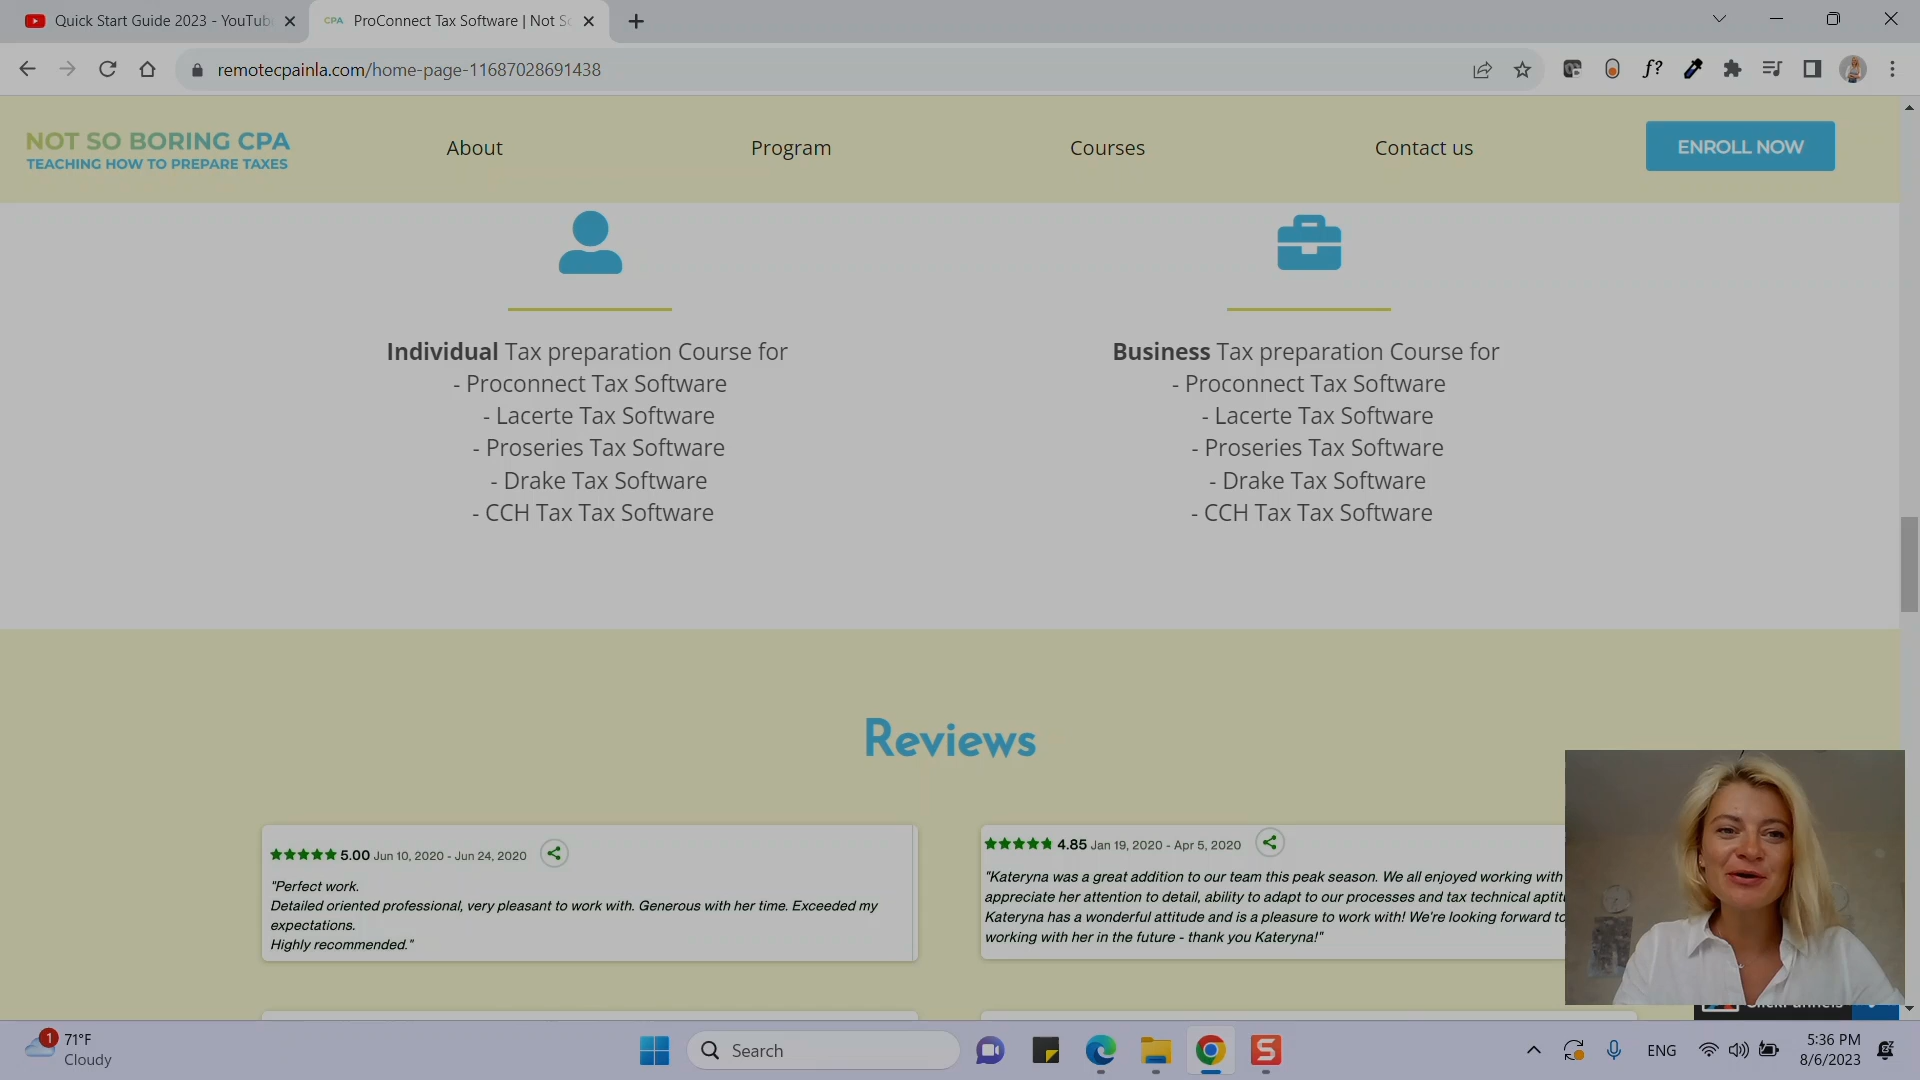 Quick Start Guide 2023 - YouTub
CPA ProConnect Tax Software | Not S
remotecpainla.com/home-page-11687028691438
f?
NOT SO BORING CPA
TEACHING HOW TO PREPARE TAXES
About
Program
Courses
Contact us
ENROLL NOW
Individual Tax preparation Course for
- Proconnect Tax Software
- Lacerte Tax Software
- Proseries Tax Software
- Drake Tax Software
- CCH Tax Tax Software
Business Tax preparation Course for
- Proconnect Tax Software
- Lacerte Tax Software
- Proseries Tax Software
- Drake Tax Software
- CCH Tax Tax Software
Reviews
5.00 Jun 10, 2020 - Jun 24, 2020
"Perfect work.
Detailed oriented professional, very pleasant to work with. Generous with her time. Exceeded my
expectations.
Highly recommended."
4.85 Jan 19, 2020 - Apr 5, 2020
"Kateryna was a great addition to our team this peak season. We all enjoyed working with
appreciate her attention to detail, ability to adapt to our processes and tax technical aptit
Kateryna has a wonderful attitude and is a pleasure to work with! We're looking forward to
working with her in the future - thank you Kateryna!"
1
71°F
Cloudy
Search
S
ENG
5:36 PM
8/6/2023